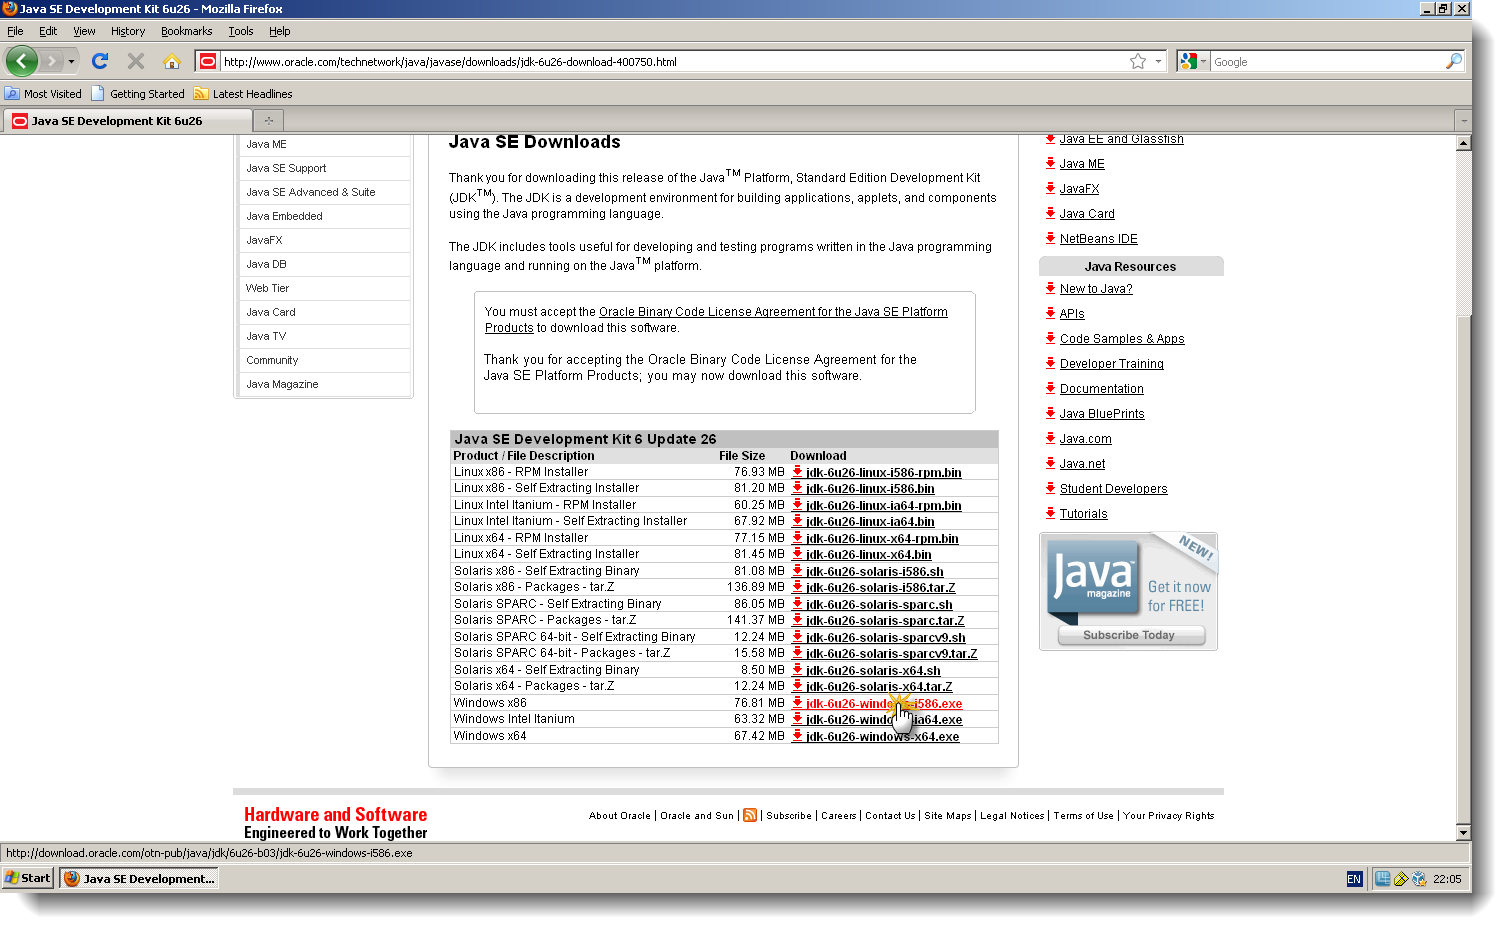 Java SE Development Kit 6u26 - Mozilla Firefox
File Edit View History Bookmarks Tools Help
http://www.oracle.com/technetwork/java/javase/downloads/jdk-6u26-download-400750.html
Google
Most Visited Getting Started Latest Headlines
Java SE Development Kit 6u26
Java ME
Java SE Support
Java SE Advanced & Suite
Java Embedded
JavaFX
Java DB
Web Tier
Java Card
Java TV
Community
Java Magazine
Java SE Downloads
Thank you for downloading this release of the Java™ Platform, Standard Edition Development Kit
(JDK™). The JDK is a development environment for building applications, applets, and components
using the Java programming language.
The JDK includes tools useful for developing and testing programs written in the Java programming
language and running on the Java™ platform.
You must accept the Oracle Binary Code License Agreement for the Java SE Platform
Products to download this software.
Thank you for accepting the Oracle Binary Code License Agreement for the
Java SE Platform Products; you may now download this software.
Java SE Development Kit 6 Update 26
Product / File Description File Size Download
Linux x86 - RPM Installer 76.93 MB jdk-6u26-linux-i586-rpm.bin
Linux x86 - Self Extracting Installer 81.20 MB jdk-6u26-linux-i586.bin
Linux Intel Itanium - RPM Installer 60.25 MB jdk-6u26-linux-ia64-rpm.bin
Linux Intel Itanium - Self Extracting Installer 67.92 MB jdk-6u26-linux-ia64.bin
Linux x64 - RPM Installer 77.15 MB jdk-6u26-linux-x64-rpm.bin
Linux x64 - Self Extracting Installer 81.45 MB jdk-6u26-linux-x64.bin
Solaris x86 - Self Extracting Binary 81.08 MB jdk-6u26-solaris-i586.sh
Solaris x86 - Packages - tar.Z 136.89 MB jdk-6u26-solaris-i586.tar.Z
Solaris SPARC - Self Extracting Binary 86.05 MB jdk-6u26-solaris-sparc.sh
Solaris SPARC - Packages - tar.Z 141.37 MB jdk-6u26-solaris-sparc.tar.Z
Solaris SPARC 64-bit - Self Extracting Binary 12.24 MB jdk-6u26-solaris-sparcv9.sh
Solaris SPARC 64-bit - Packages - tar.Z 15.58 MB jdk-6u26-solaris-sparcv9.tar.Z
Solaris x64 - Self Extracting Binary 8.50 MB jdk-6u26-solaris-x64.sh
Solaris x64 - Packages - tar.Z 12.24 MB jdk-6u26-solaris-x64.tar.Z
Windows x86 76.81 MB jdk-6u26-windows-i586.exe
Windows Intel Itanium 63.32 MB jdk-6u26-windows-ia64.exe
Windows x64 67.42 MB jdk-6u26-windows-x64.exe
Java EE and Glassfish
Java ME
JavaFX
Java Card
NetBeans IDE
Java Resources
New to Java?
APIs
Code Samples & Apps
Developer Training
Documentation
Java BluePrints
Java.com
Java.net
Student Developers
Tutorials
NEW!
Java
magazine
Get it now
for FREE!
Subscribe Today
Hardware and Software
Engineered to Work Together
About Oracle | Oracle and Sun | | Subscribe | Careers | Contact Us | Site Maps | Legal Notices | Terms of Use | Your Privacy Rights
http://download.oracle.com/otn-pub/java/jdk/6u26-b03/jdk-6u26-windows-i586.exe
Start Java SE Development... EN 22:05